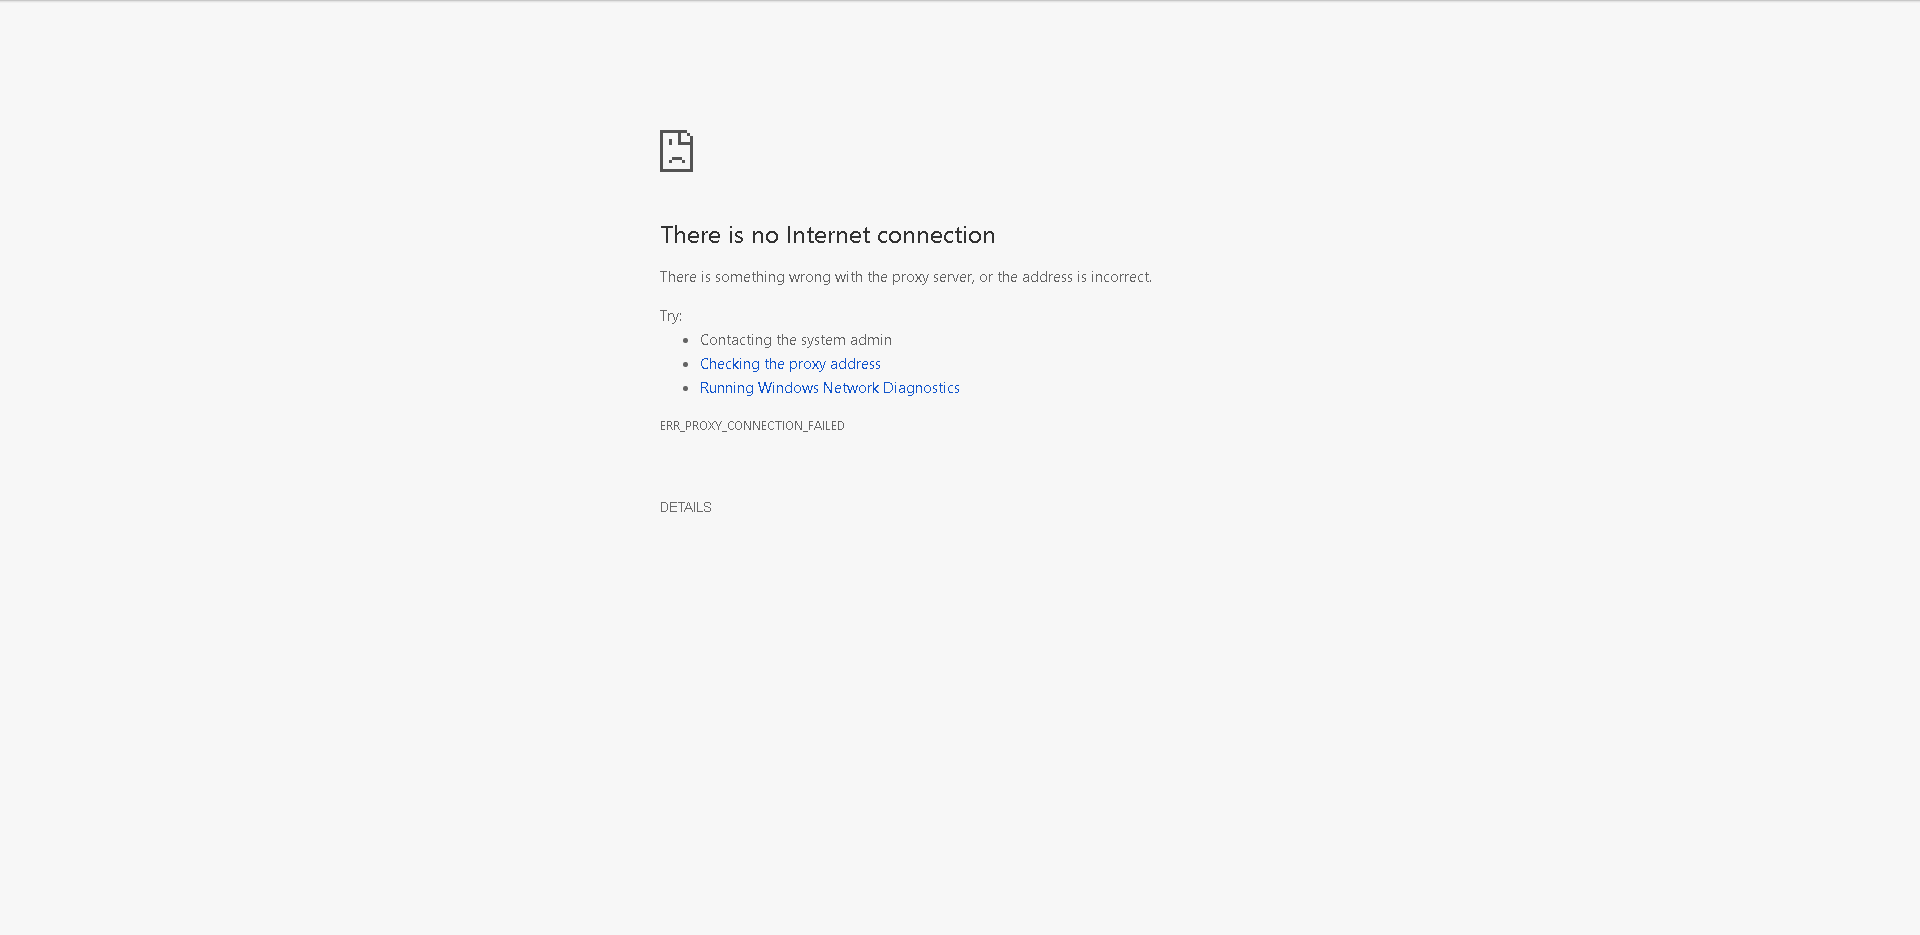 There is no Internet connection
There is something wrong with the proxy server, or the address is incorrect.
Try:
• Contacting the system admin
• Checking the proxy address
• Running Windows Network Diagnostics
ERR_PROXY_CONNECTION_FAILED
DETAILS